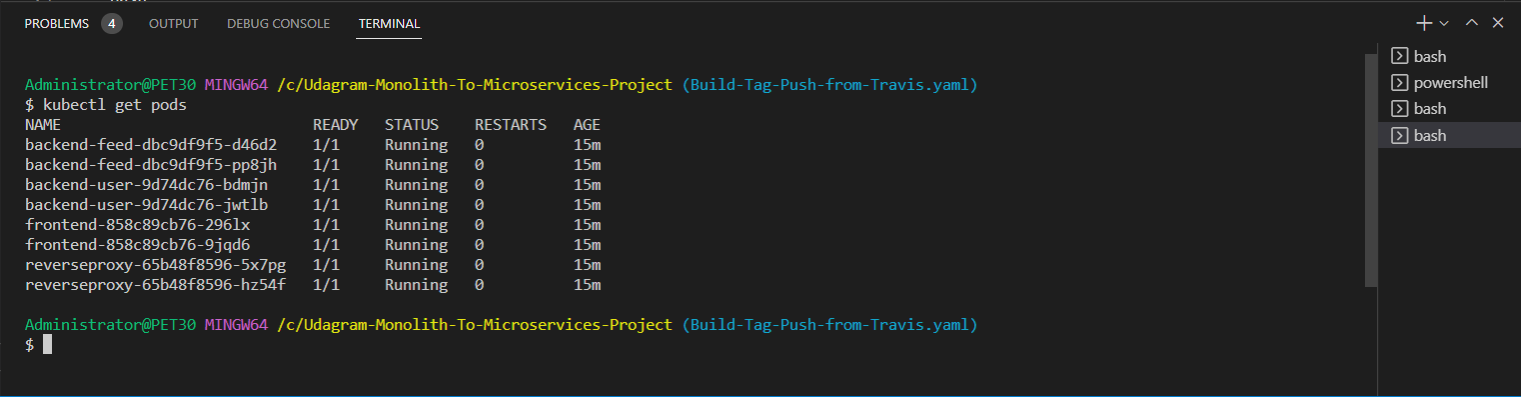 PROBLEMS 4 OUTPUT DEBUG CONSOLE TERMINAL
Administrator@PET30 MINGW64 /c/Udagram-Monolith-To-Microservices-Project (Build-Tag-Push-from-Travis.yaml)
$ kubectl get pods
NAME READY STATUS RESTARTS AGE
backend-feed-dbc9df9f5-d46d2 1/1 Running 0 15m
backend-feed-dbc9df9f5-pp8jh 1/1 Running 0 15m
backend-user-9d74dc76-bdmjn 1/1 Running 0 15m
backend-user-9d74dc76-jwtlb 1/1 Running 0 15m
frontend-858c89cb76-296lx 1/1 Running 0 15m
frontend-858c89cb76-9jqd6 1/1 Running 0 15m
reverseproxy-65b48f8596-5x7pg 1/1 Running 0 15m
reverseproxy-65b48f8596-hz54f 1/1 Running 0 15m
Administrator@PET30 MINGW64 /c/Udagram-Monolith-To-Microservices-Project (Build-Tag-Push-from-Travis.yaml)
$
bash
powershell
bash
bash